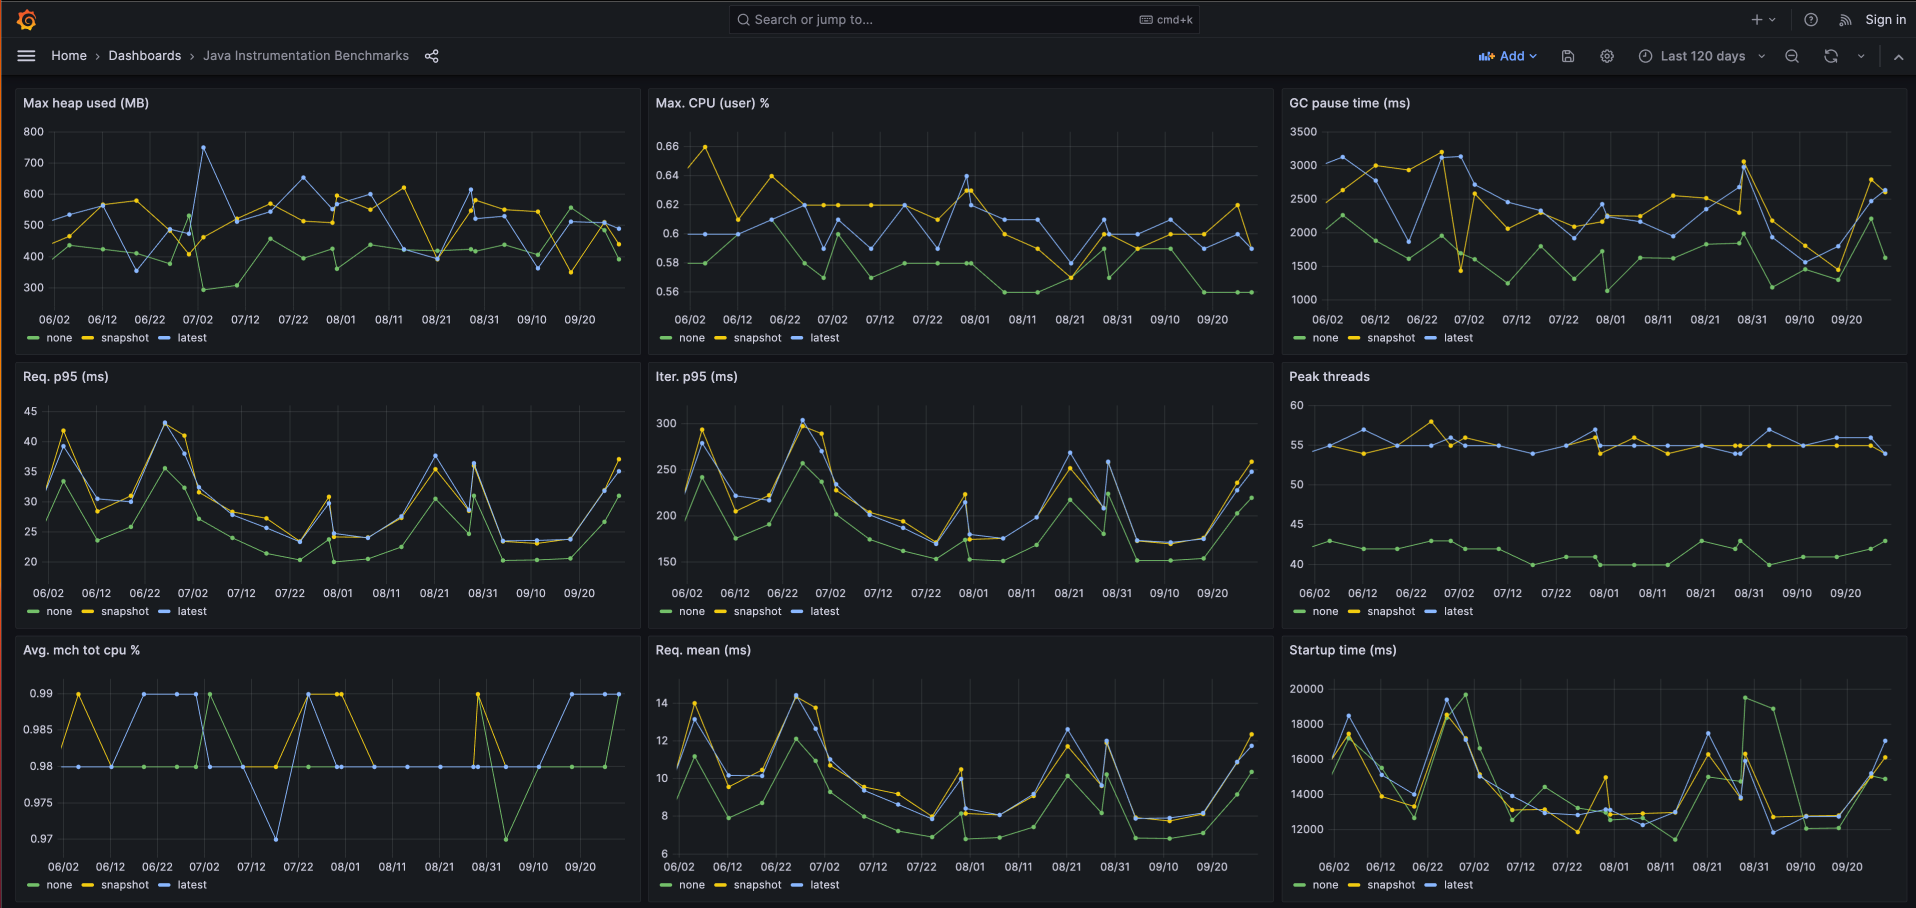 Search or jump to...
cmd+k
Sign in
Home › Dashboards › Java Instrumentation Benchmarks
Add
Last 120 days
Max heap used (MB)
800
700
600
500
400
300
06/02 06/12 06/22 07/02 07/12 07/22 08/01 08/11 08/21 08/31 09/10 09/20
none snapshot latest
Max. CPU (user) %
0.66
0.64
0.62
0.6
0.58
0.56
06/02 06/12 06/22 07/02 07/12 07/22 08/01 08/11 08/21 08/31 09/10 09/20
none snapshot latest
GC pause time (ms)
3500
3000
2500
2000
1500
1000
06/02 06/12 06/22 07/02 07/12 07/22 08/01 08/11 08/21 08/31 09/10 09/20
none snapshot latest
Req. p95 (ms)
45
40
35
30
25
20
06/02 06/12 06/22 07/02 07/12 07/22 08/01 08/11 08/21 08/31 09/10 09/20
none snapshot latest
Iter. p95 (ms)
300
250
200
150
06/02 06/12 06/22 07/02 07/12 07/22 08/01 08/11 08/21 08/31 09/10 09/20
none snapshot latest
Peak threads
60
55
50
45
40
06/02 06/12 06/22 07/02 07/12 07/22 08/01 08/11 08/21 08/31 09/10 09/20
none snapshot latest
Avg. mch tot cpu %
0.99
0.985
0.98
0.975
0.97
06/02 06/12 06/22 07/02 07/12 07/22 08/01 08/11 08/21 08/31 09/10 09/20
none snapshot latest
Req. mean (ms)
14
12
10
8
6
06/02 06/12 06/22 07/02 07/12 07/22 08/01 08/11 08/21 08/31 09/10 09/20
none snapshot latest
Startup time (ms)
20000
18000
16000
14000
12000
06/02 06/12 06/22 07/02 07/12 07/22 08/01 08/11 08/21 08/31 09/10 09/20
none snapshot latest